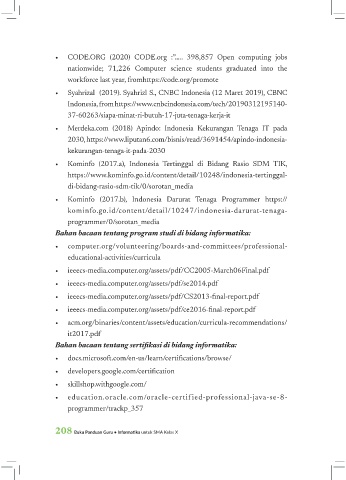 • CODE.ORG (2020) CODE.org :"..... 398,857 Open computing jobs
nationwide; 71,226 Computer science students graduated into the
workforce last year, fromhttps://code.org/promote
• Syahrizal (2019). Syahrizl S., CNBC Indonesia (12 Maret 2019), CBNC
Indonesia, from https://www.cnbcindonesia.com/tech/20190312195140-
37-60263/siapa-minat-ri-butuh-17-juta-tenaga-kerja-it
• Merdeka.com (2018) Apindo: Indonesia Kekurangan Tenaga IT pada
2030, https://www.liputan6.com/bisnis/read/3691454/apindo-indonesia-
kekurangan-tenaga-it-pada-2030
• Kominfo (2017.a), Indonesia Tertinggal di Bidang Rasio SDM TIK,
https://www.kominfo.go.id/content/detail/10248/indonesia-tertinggal-
di-bidang-rasio-sdm-tik/0/sorotan_media
• Kominfo (2017.b), Indonesia Darurat Tenaga Programmer https://
kominfo.go.id/content/detail/10247/indonesia-darurat-tenaga-
programmer/0/sorotan_media
Bahan bacaan tentang program studi di bidang informatika:
• computer.org/volunteering/boards-and-committees/professional-
educational-activities/curricula
• ieeecs-media.computer.org/assets/pdf/CC2005-March06Final.pdf
• ieeecs-media.computer.org/assets/pdf/se2014.pdf
• ieeecs-media.computer.org/assets/pdf/CS2013-final-report.pdf
• ieeecs-media.computer.org/assets/pdf/ce2016-final-report.pdf
• acm.org/binaries/content/assets/education/curricula-recommendations/
it2017.pdf
Bahan bacaan tentang sertifikasi di bidang informatika:
• docs.microsoft.com/en-us/learn/certifications/browse/
• developers.google.com/certification
• skillshop.withgoogle.com/
• education.oracle.com/oracle-certified-professional-java-se-8-
programmer/trackp_357
208 Buku Panduan Guru • Informatika untuk SMA Kelas X